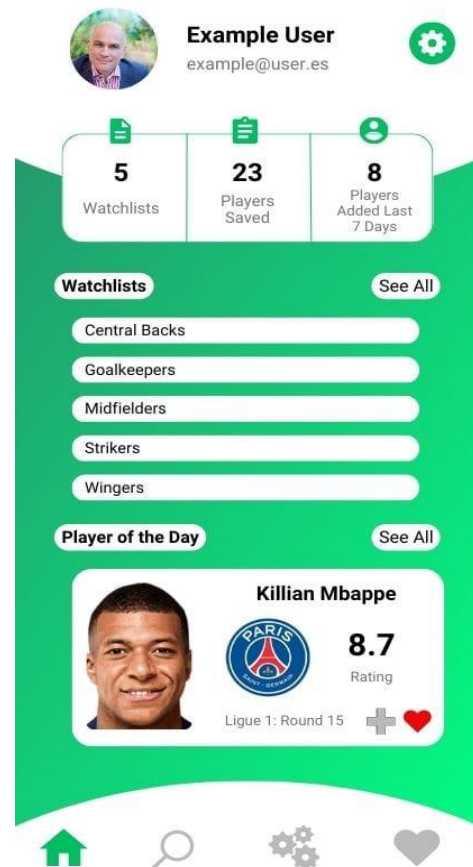 Example User
example@user.es
5
Watchlists
23
Players
Saved
8
Players
Added Last
7 Days
Watchlists
See All
Central Backs
Goalkeepers
Midfielders
Strikers
Wingers
Player of the Day
See All
Killian Mbappe
PARIS
SAINT-GERMAIN
8.7
Rating
Ligue 1: Round 15